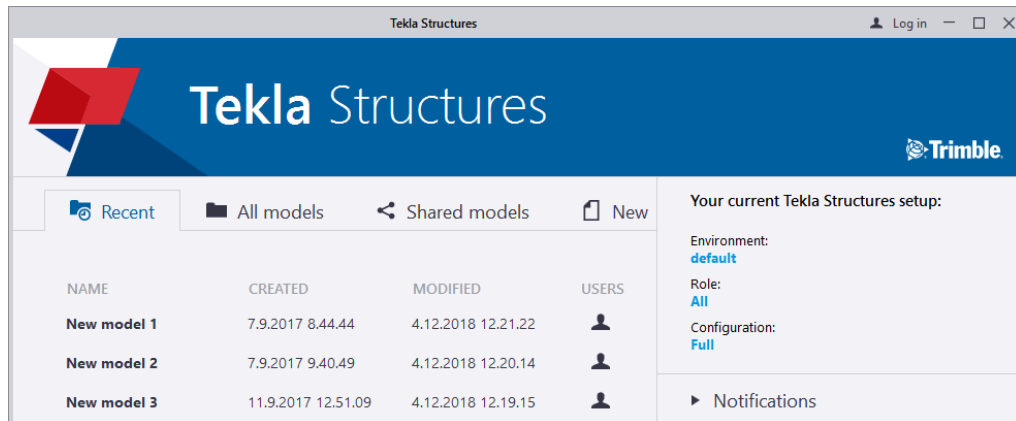 Tekla Structures
Log in
Tekla Structures
Trimble.
Recent
All models
Shared models
New
Your current Tekla Structures setup:
Environment:
default
Role:
All
Configuration:
Full
NAME CREATED MODIFIED USERS
New model 1 7.9.2017 8.44.44 4.12.2018 12.21.22
New model 2 7.9.2017 9.40.49 4.12.2018 12.20.14
New model 3 11.9.2017 12.51.09 4.12.2018 12.19.15
Notifications